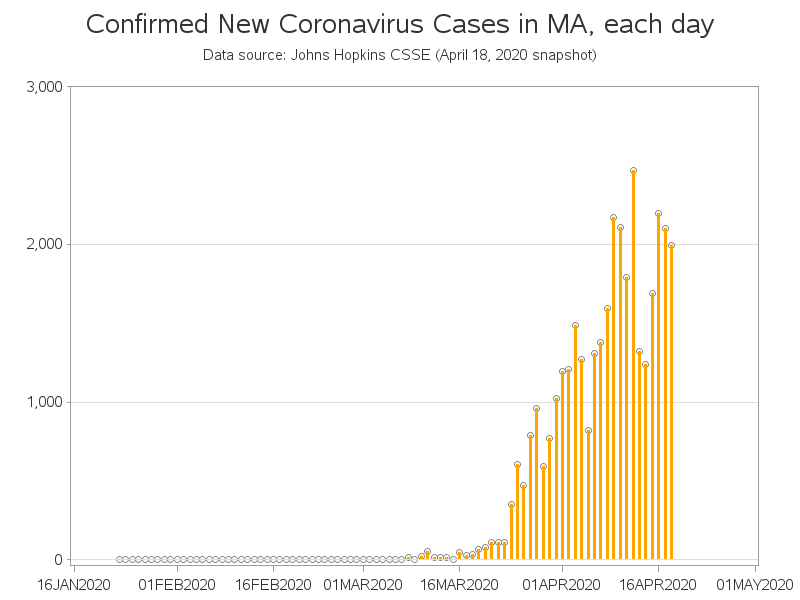 Confirmed New Coronavirus Cases in MA, each day
Data source: Johns Hopkins CSSE (April 18, 2020 snapshot)
3,000
2,000
1,000
0
16JAN2020 01FEB2020 16FEB2020 01MAR2020 16MAR2020 01APR2020 16APR2020 01MAY2020